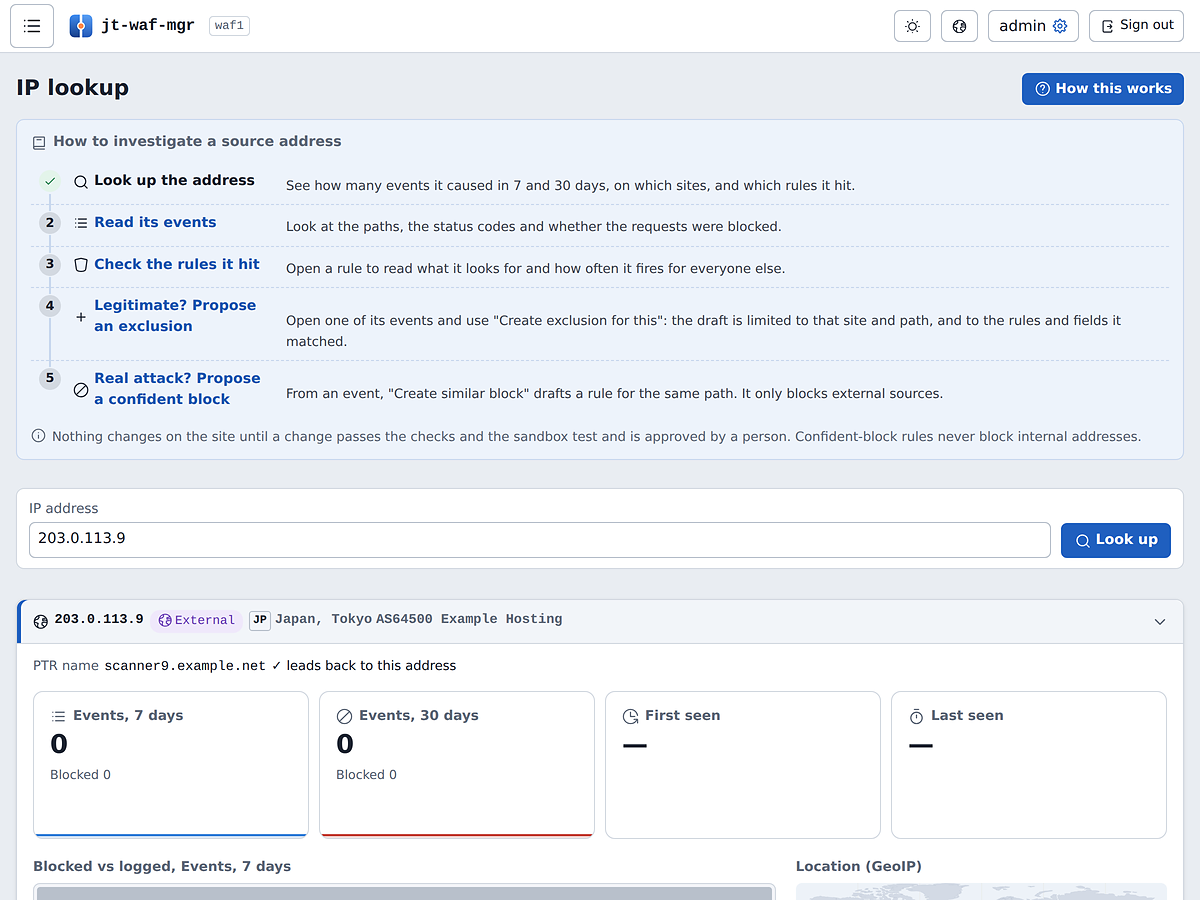 jt-waf-mgr waf1 admin Sign out
IP lookup
How this works
How to investigate a source address
Look up the address
See how many events it caused in 7 and 30 days, on which sites, and which rules it hit.
2 Read its events
Look at the paths, the status codes and whether the requests were blocked.
3 Check the rules it hit
Open a rule to read what it looks for and how often it fires for everyone else.
4 Legitimate? Propose
an exclusion
Open one of its events and use "Create exclusion for this": the draft is limited to that site and path, and to the rules and fields it
matched.
5 Real attack? Propose
a confident block
From an event, "Create similar block" drafts a rule for the same path. It only blocks external sources.
Nothing changes on the site until a change passes the checks and the sandbox test and is approved by a person. Confident-block rules never block internal addresses.
IP address
203.0.113.9
Look up
203.0.113.9 External JP Japan, Tokyo AS64500 Example Hosting
PTR name scanner9.example.net ✓ leads back to this address
Events, 7 days
0
Blocked 0
Events, 30 days
0
Blocked 0
First seen
—
Last seen
—
Blocked vs logged, Events, 7 days
Location (GeoIP)